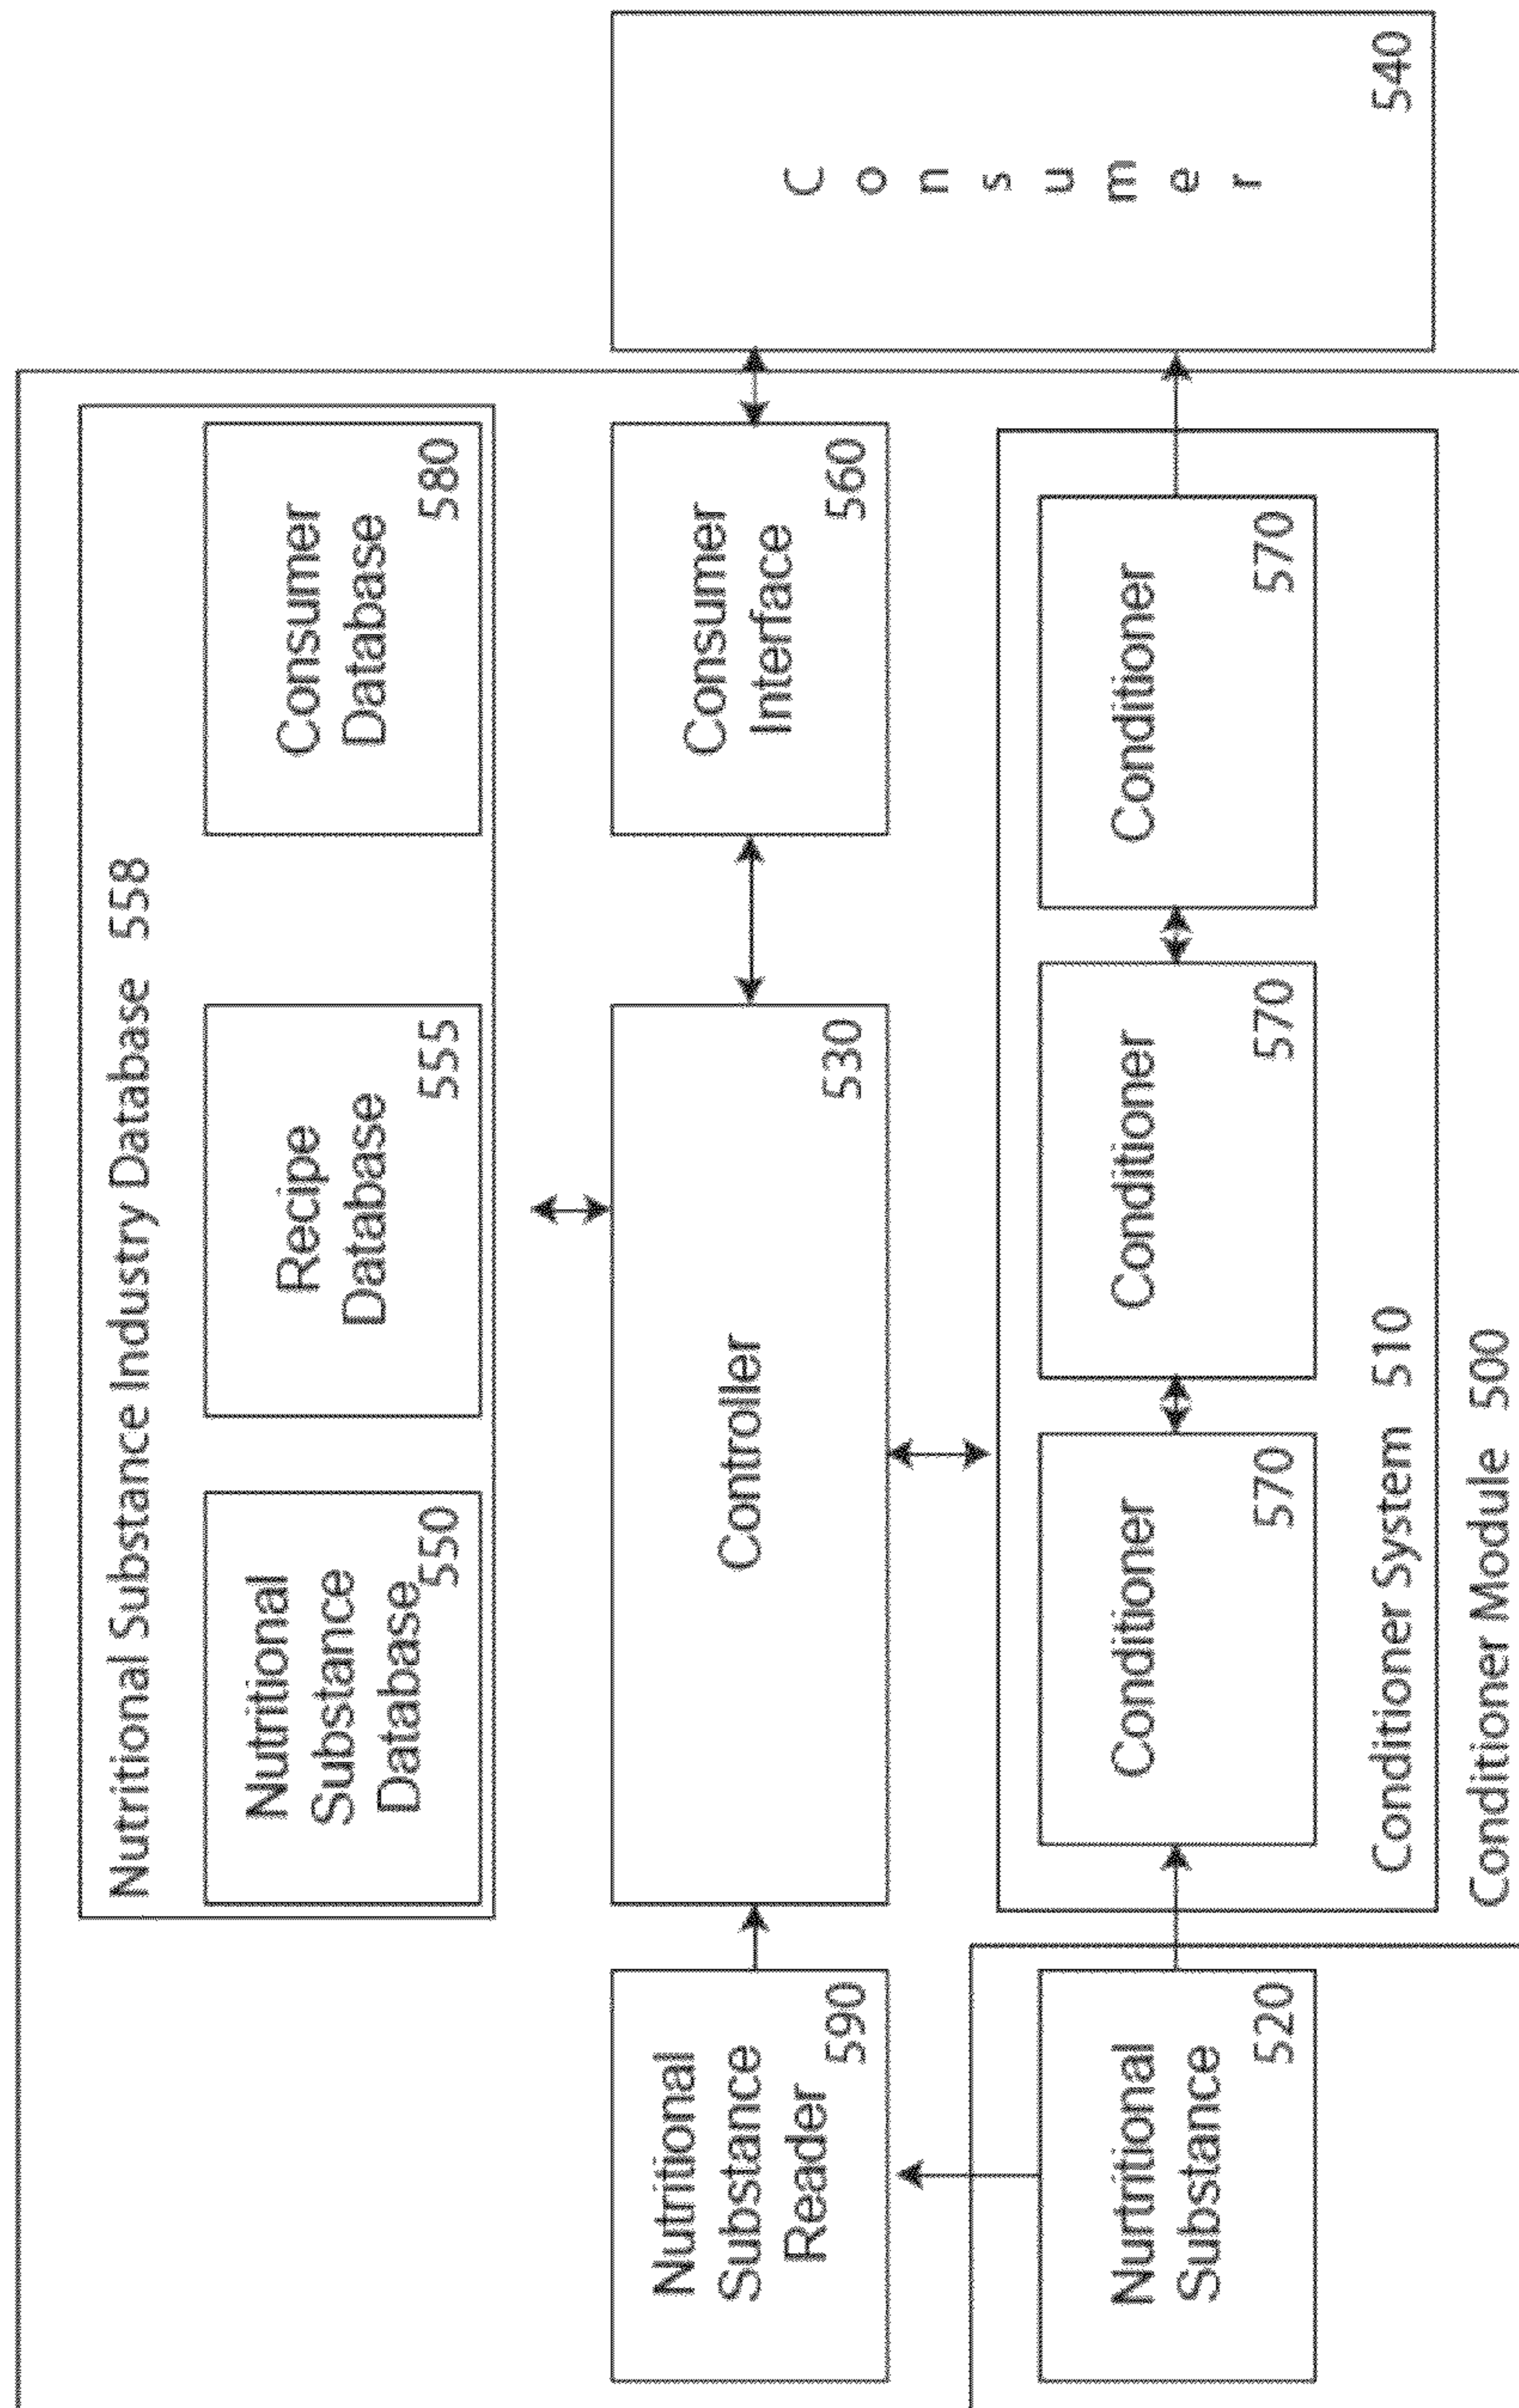 Nutritional Substance Industry Database 558
Nutritional
Substance
Database
550
Recipe
Database
555
Consumer
Database
580
Nutritional
Substance
Reader
590
Controller
530
Consumer
Interface
560
C
o
n
s
u
m
e
r
540
Nurtritional
Substance
520
Conditioner
570
Conditioner
570
Conditioner
570
Conditioner System 510
Conditioner Module 500